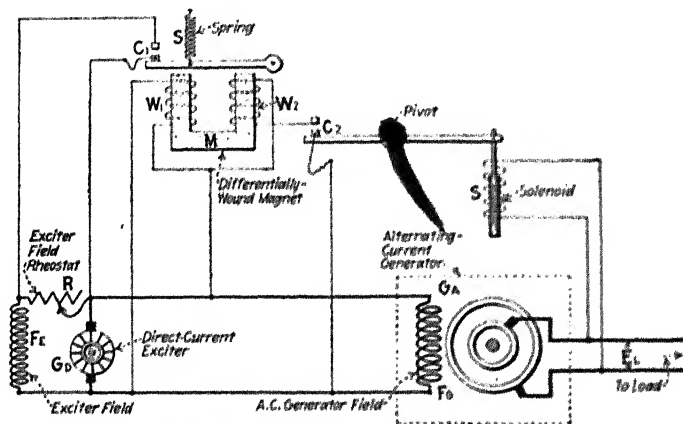 S
Spring
C1
W1
W2
M
C2
Pivot
Differentially-
Wound Magnet
S
Solenoid
Alternating-
Current
Generator
Exciter
Field
Rheostat
R
GA
FE
GD
Direct-Current
Exciter
EL
FG
To Load
Exciter Field
A.C. Generator Field